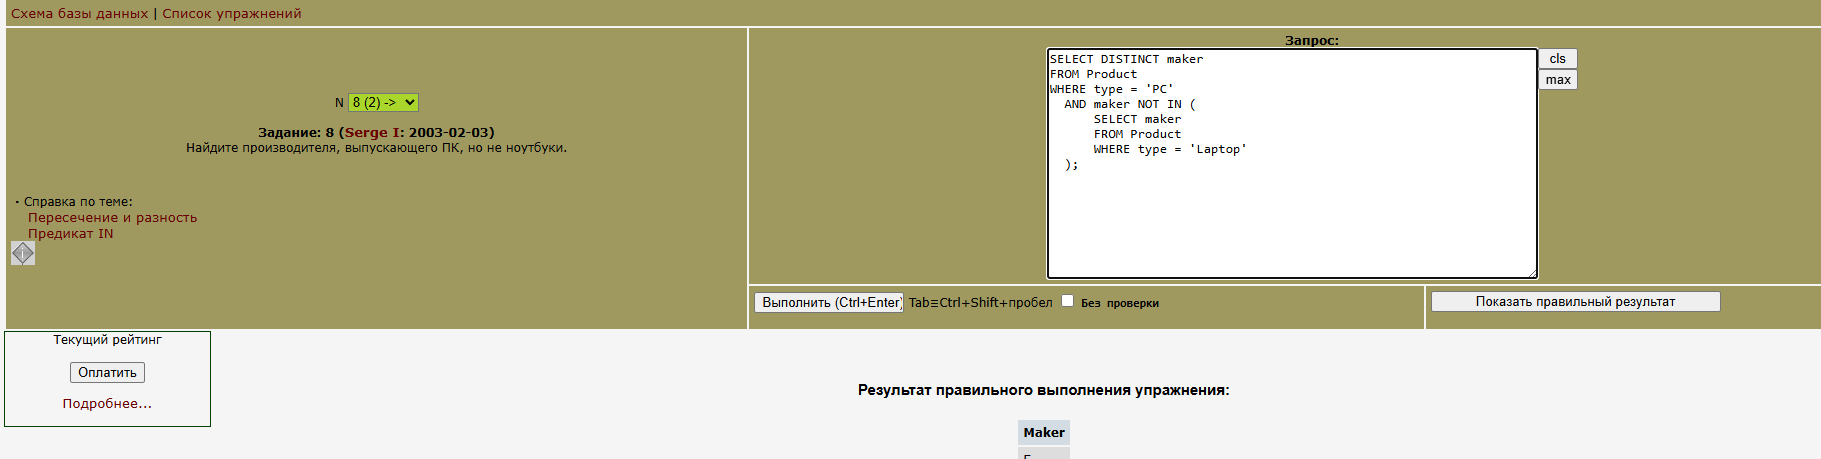 Схема базы данных | Список упражнений
N 8 (2) ->
Задание: 8 (Serge I: 2003-02-03)
Найдите производителя, выпускающего ПК, но не ноутбуки.
· Справка по теме:
Пересечение и разность
Предикат IN
Запрос:
SELECT DISTINCT maker
FROM Product
WHERE type = 'PC'
  AND maker NOT IN (
      SELECT maker
      FROM Product
      WHERE type = 'Laptop'
  );
cls
max
Выполнить (Ctrl+Enter) Tab≡Ctrl+Shift+пробел Без проверки
Показать правильный результат
Текущий рейтинг
Оплатить
Подробнее...
Результат правильного выполнения упражнения:
Maker